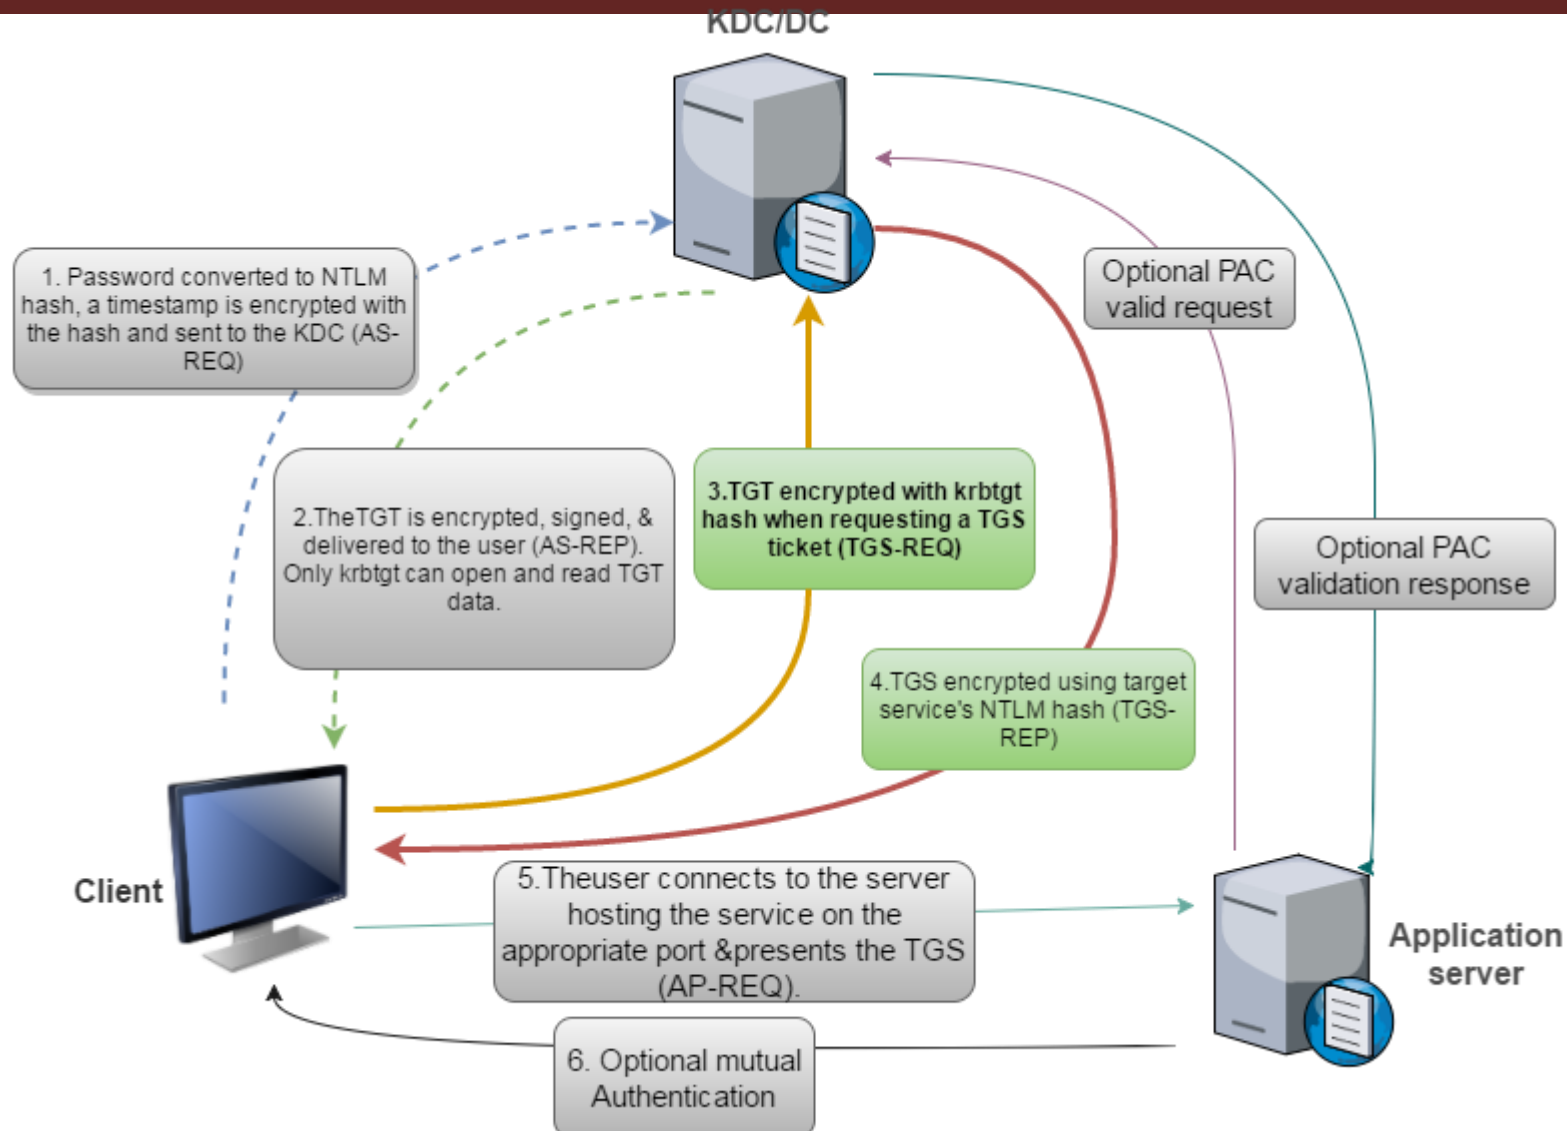 KDC/DC
1. Password converted to NTLM
hash, a timestamp is encrypted with
the hash and sent to the KDC (AS-
REQ)
Optional PAC
valid request
2.TheTGT is encrypted, signed, &
delivered to the user (AS-REP).
Only krbtgt can open and read TGT
data.
3.TGT encrypted with krbtgt
hash when requesting a TGS
ticket (TGS-REQ)
Optional PAC
validation response
4.TGS encrypted using target
service's NTLM hash (TGS-
REP)
Client
5.Theuser connects to the server
hosting the service on the
appropriate port &presents the TGS
(AP-REQ).
Application
server
6. Optional mutual
Authentication